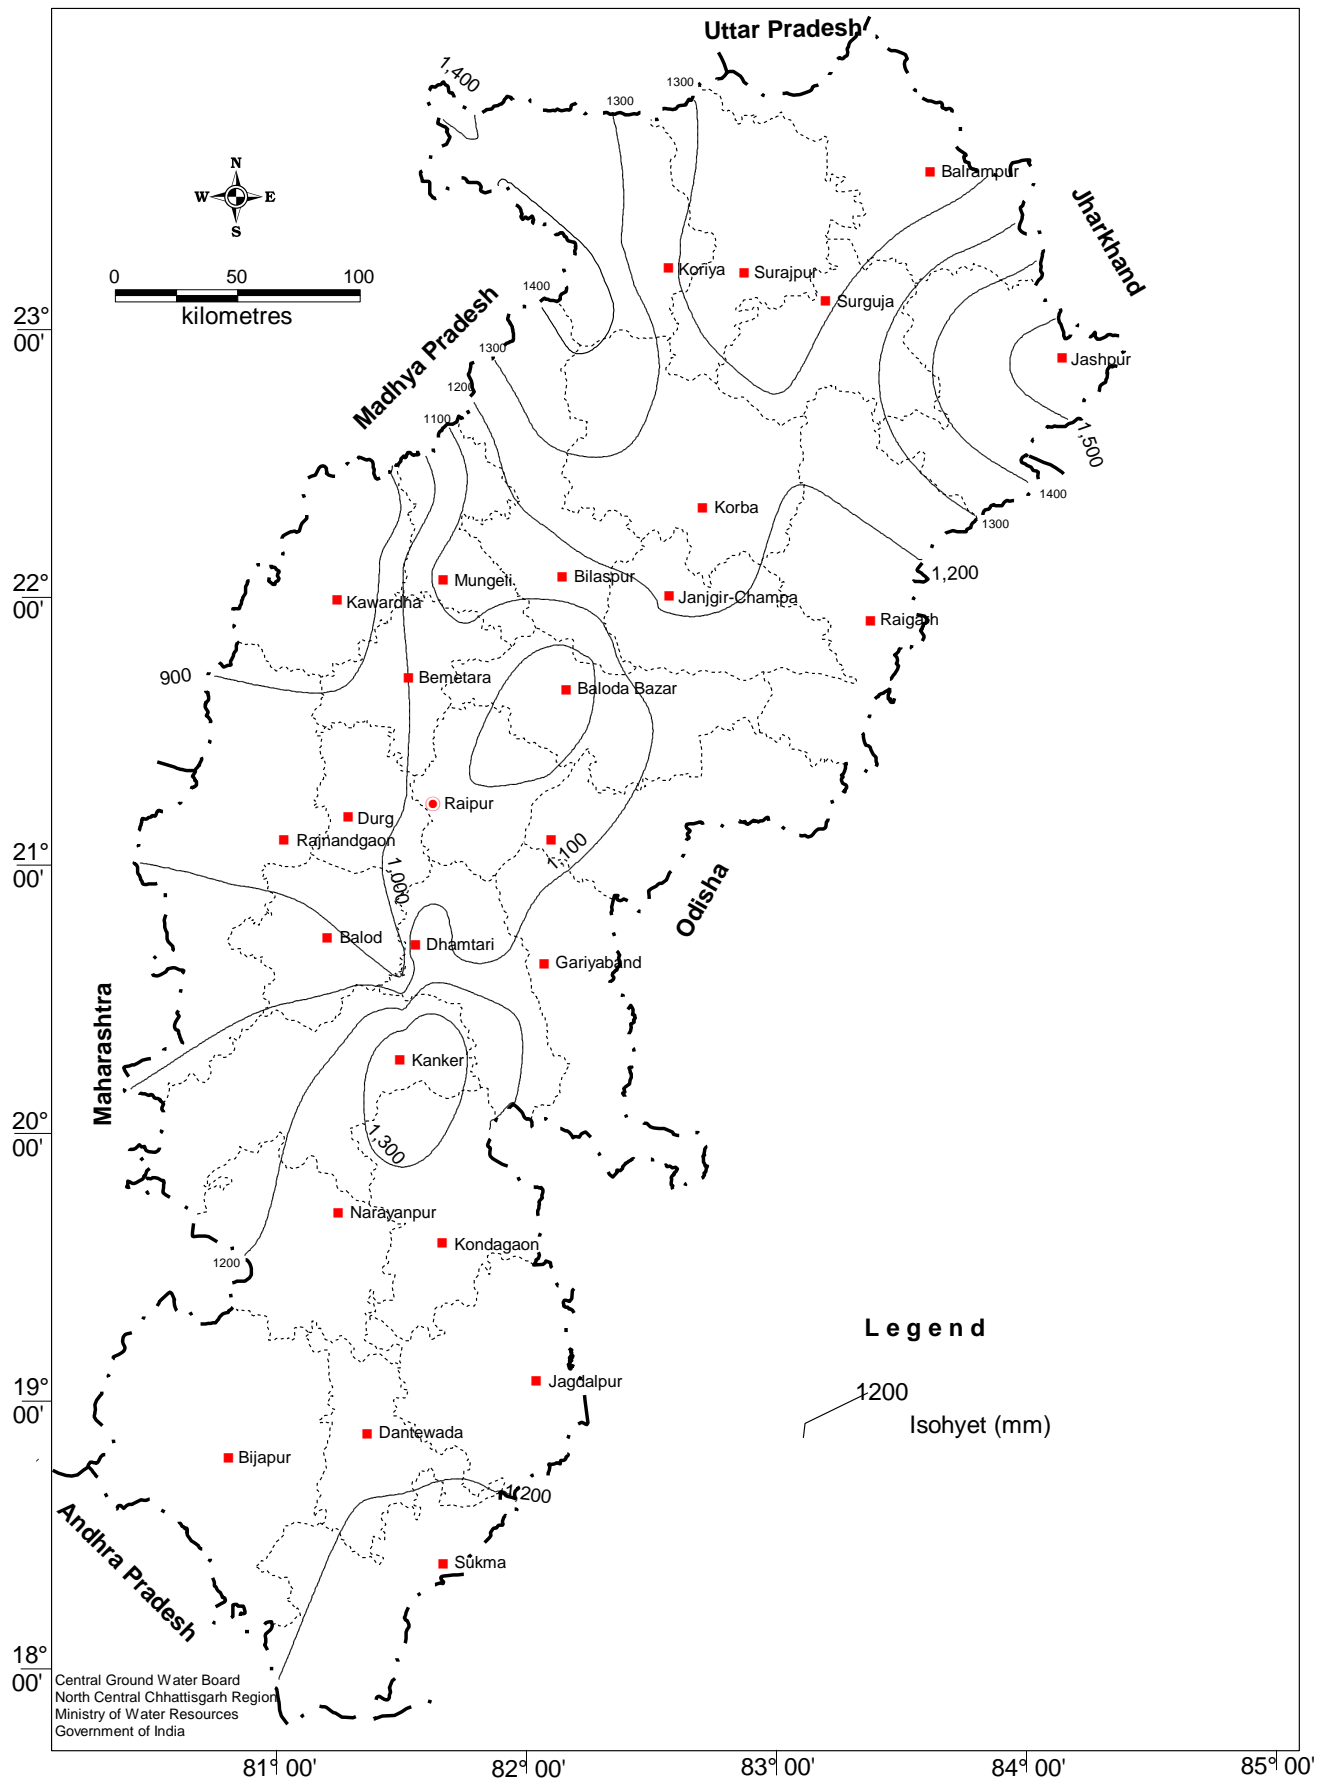 Uttar Pradesh
1,400
1300
1300
N
W E
S
Balrampur
Jharkhand
0 50 100
kilometres
Koriya
Surajpur
Surguja
1400
Madhya Pradesh
23°
00'
1300
Jashpur
1200
1100
1,500
1400
Korba
1300
1,200
Mungeli
Bilaspur
22°
00'
Kawardha
Janjgir-Champa
Raigarh
900
Bemetara
Baloda Bazar
Raipur
Durg
Rajnandgaon
21°
00'
1,100
1,000
Odisha
Balod
Dhamtari
Gariyaband
Maharashtra
Kanker
20°
00'
1,300
Narayanpur
Kondagaon
1200
Legend
Jagdalpur
19°
00'
1200
Isohyet (mm)
Dantewada
Bijapur
1,200
Andhra Pradesh
Sukma
18°
00'
Central Ground Water Board
North Central Chhattisgarh Region
Ministry of Water Resources
Government of India
81° 00' 82° 00' 83° 00' 84° 00' 85° 00'